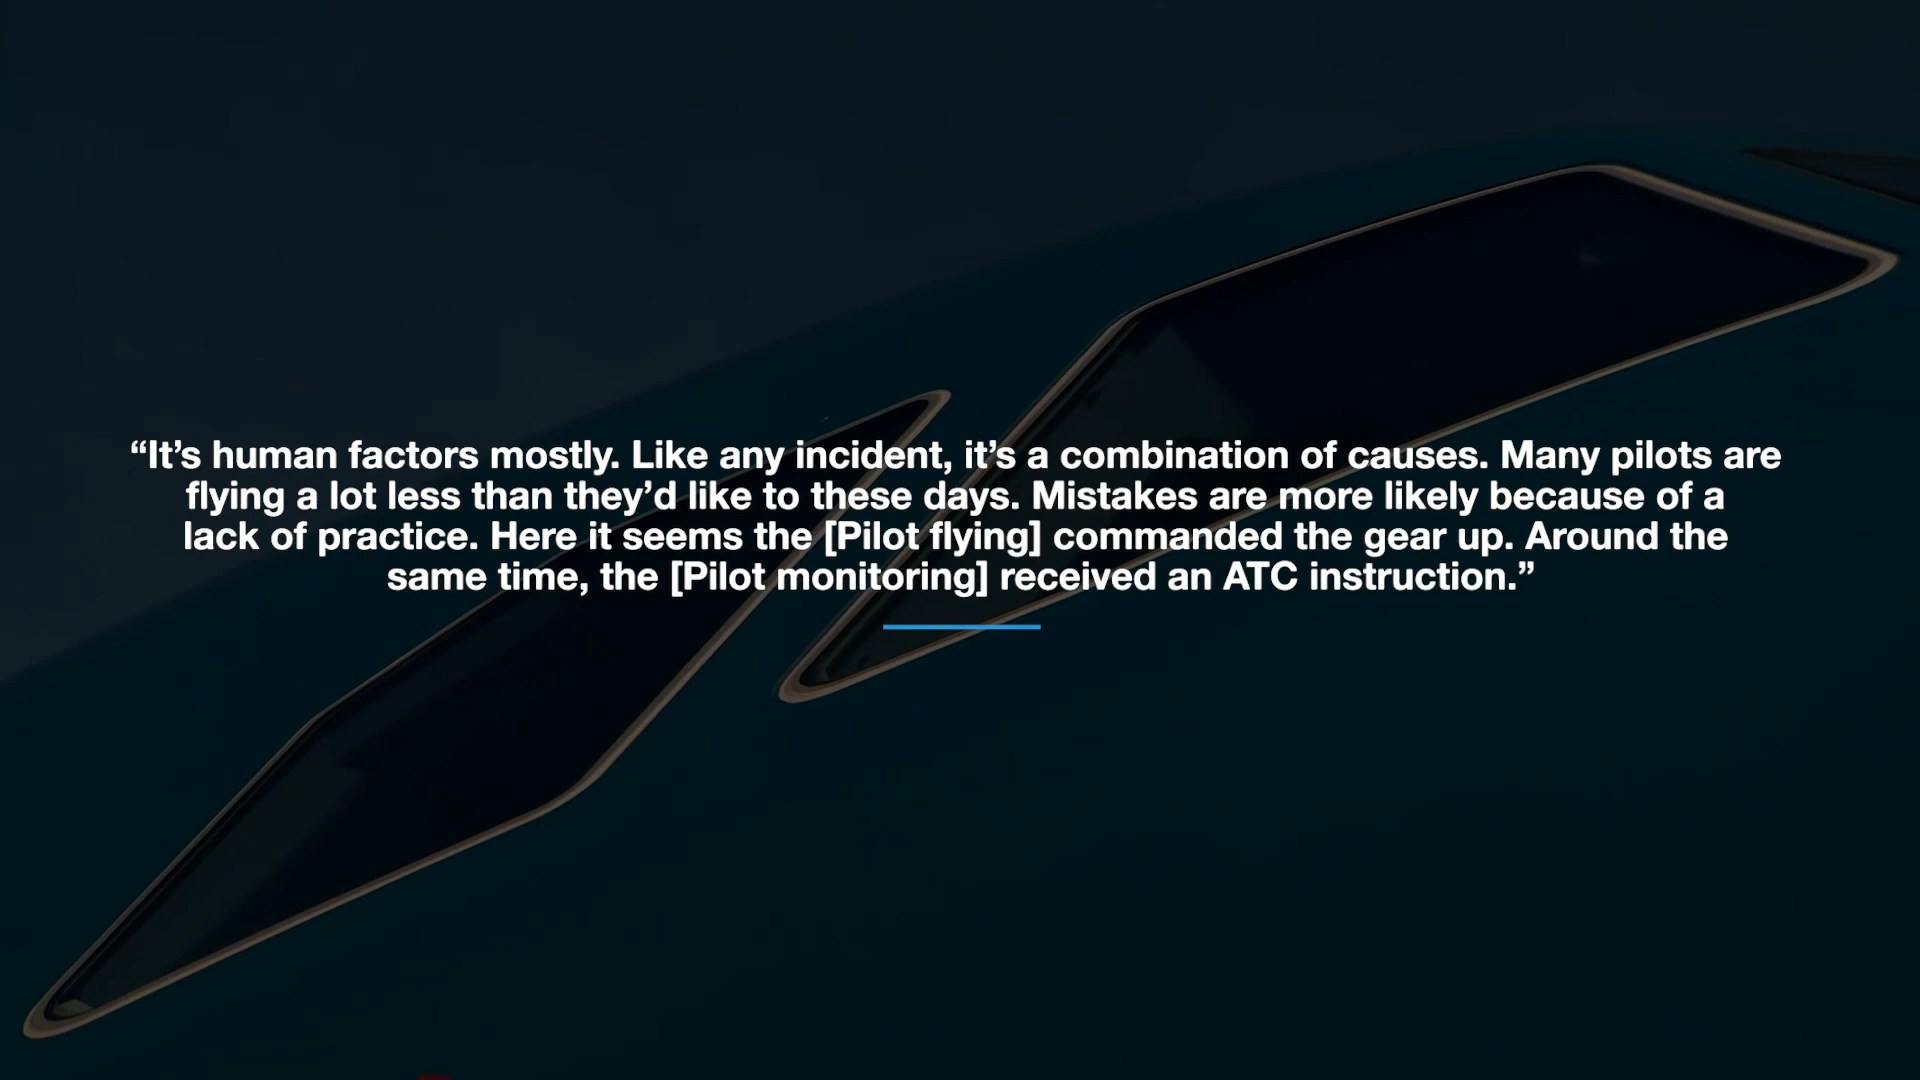 “It’s human factors mostly. Like any incident, it’s a combination of causes. Many pilots are
flying a lot less than they’d like to these days. Mistakes are more likely because of a
lack of practice. Here it seems the [Pilot flying] commanded the gear up. Around the
same time, the [Pilot monitoring] received an ATC instruction.”